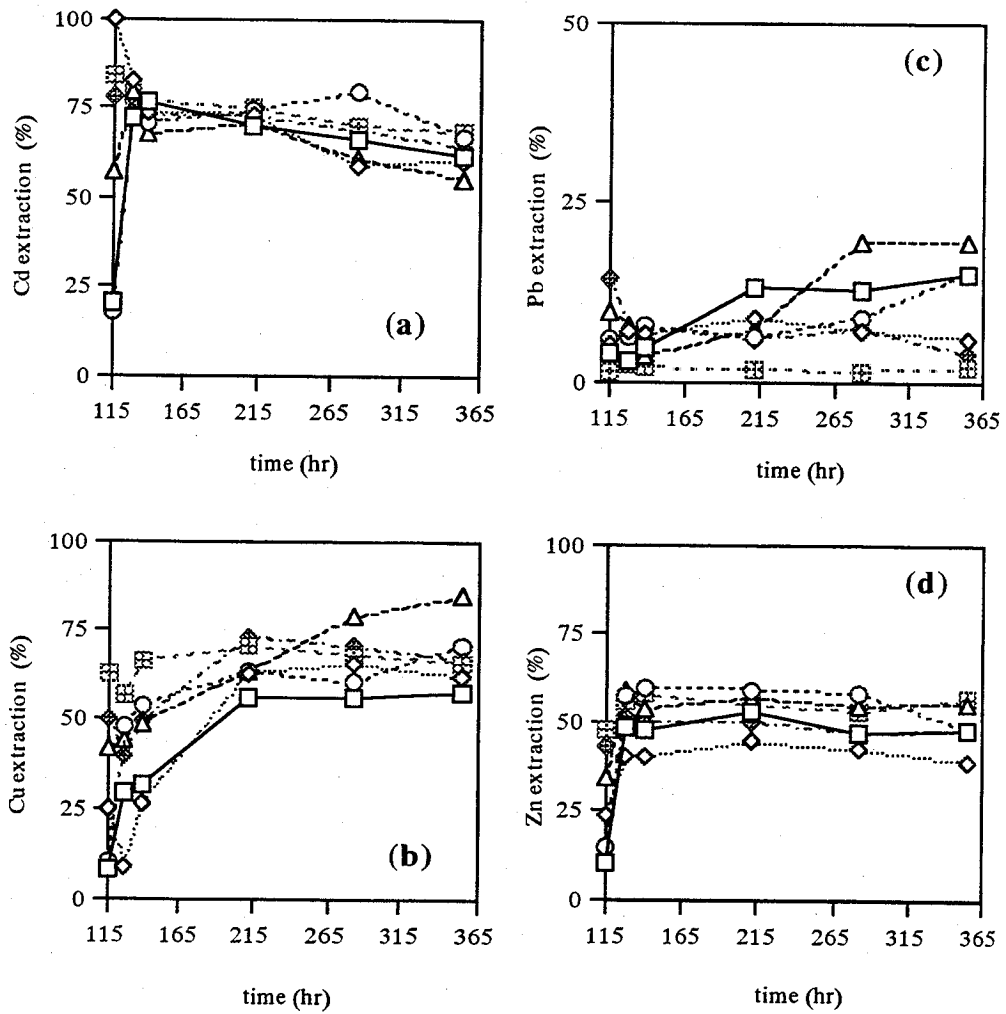 100
75
50
25
0
Cd extraction (%)
(a)
115 165 215 265 315 365
time (hr)
50
25
0
Pb extraction (%)
(c)
115 165 215 265 315 365
time (hr)
100
75
50
25
0
Cu extraction (%)
(b)
115 165 215 265 315 365
time (hr)
100
75
50
25
0
Zn extraction (%)
(d)
115 165 215 265 315 365
time (hr)